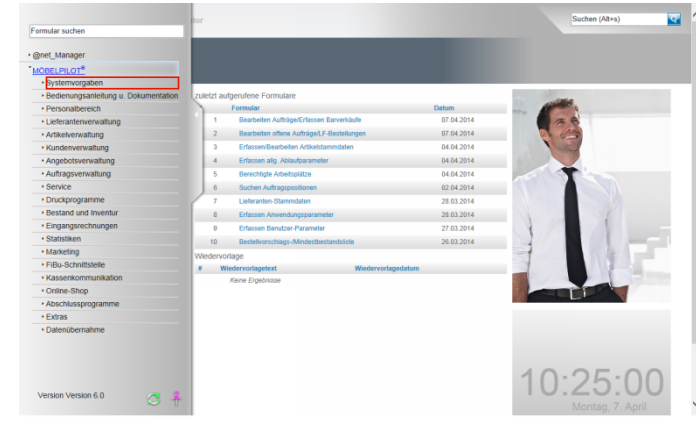 dor
Suchen (Alt+s)
Formular suchen
@net_Manager
MÖBELPILOT®
Systemvorgaben
Bedienungsanleitung u. Dokumentation
Personalbereich
Lieferantenverwaltung
Artikelverwaltung
Kundenverwaltung
Angebotsverwaltung
Auftragsverwaltung
Service
Druckprogramme
Bestand und Inventur
Eingangsrechnungen
Statistiken
Marketing
FiBu-Schnittstelle
Kassenkommunikation
Online-Shop
Abschlussprogramme
Extras
Datenübernahme
Version Version 6.0
zuletzt aufgerufene Formulare
Formular Datum
1 Bearbeiten Aufträge/Erfassen Barverkäufe 07.04.2014
2 Bearbeiten offene Aufträge/LF-Bestellungen 07.04.2014
3 Erfassen/Bearbeiten Artikelstammdaten 04.04.2014
4 Erfassen allg. Ablaufparameter 04.04.2014
5 Berechtigte Arbeitsplätze 04.04.2014
6 Suchen Auftragspositionen 02.04.2014
7 Lieferanten-Stammdaten 28.03.2014
8 Erfassen Anwendungsparameter 28.03.2014
9 Erfassen Benutzer-Parameter 27.03.2014
10 Bestellvorschlags-/Mindestbestandsliste 26.03.2014
Wiedervorlage
# Wiedervorlagetext Wiedervorlagedatum
Keine Ergebnisse
10:25:00
Montag, 7. April